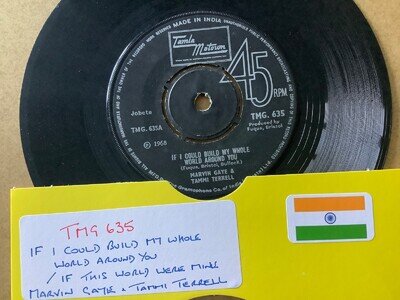 MADE IN INDIA
Tamla
Motown
45
RPM
Jobete
TMG. 635
TMG. 635A
Produced by
Fuqua, Bristol
℗ 1968
IF I COULD BUILD MY WHOLE
WORLD AROUND YOU
(Fuqua, Bristol, Bullock)
MARVIN GAYE &
TAMMI TERRELL
TMG 635
IF I COULD BUILD MY WHOLE
WORLD AROUND YOU
/ IF THIS WORLD WERE MINE
MARVIN GAYE & TAMMI TERRELL